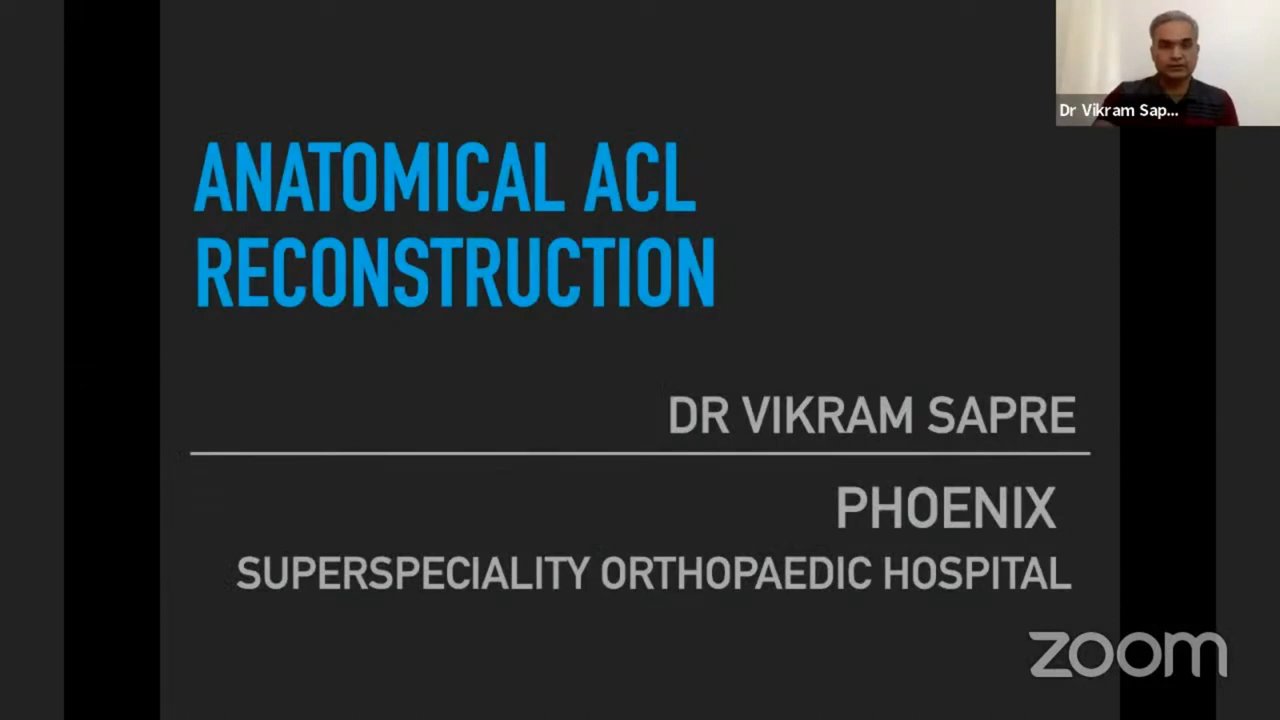 Dr Vikram Sap...
ANATOMICAL ACL
RECONSTRUCTION
DR VIKRAM SAPRE
PHOENIX
SUPERSPECIALITY ORTHOPAEDIC HOSPITAL
zoom